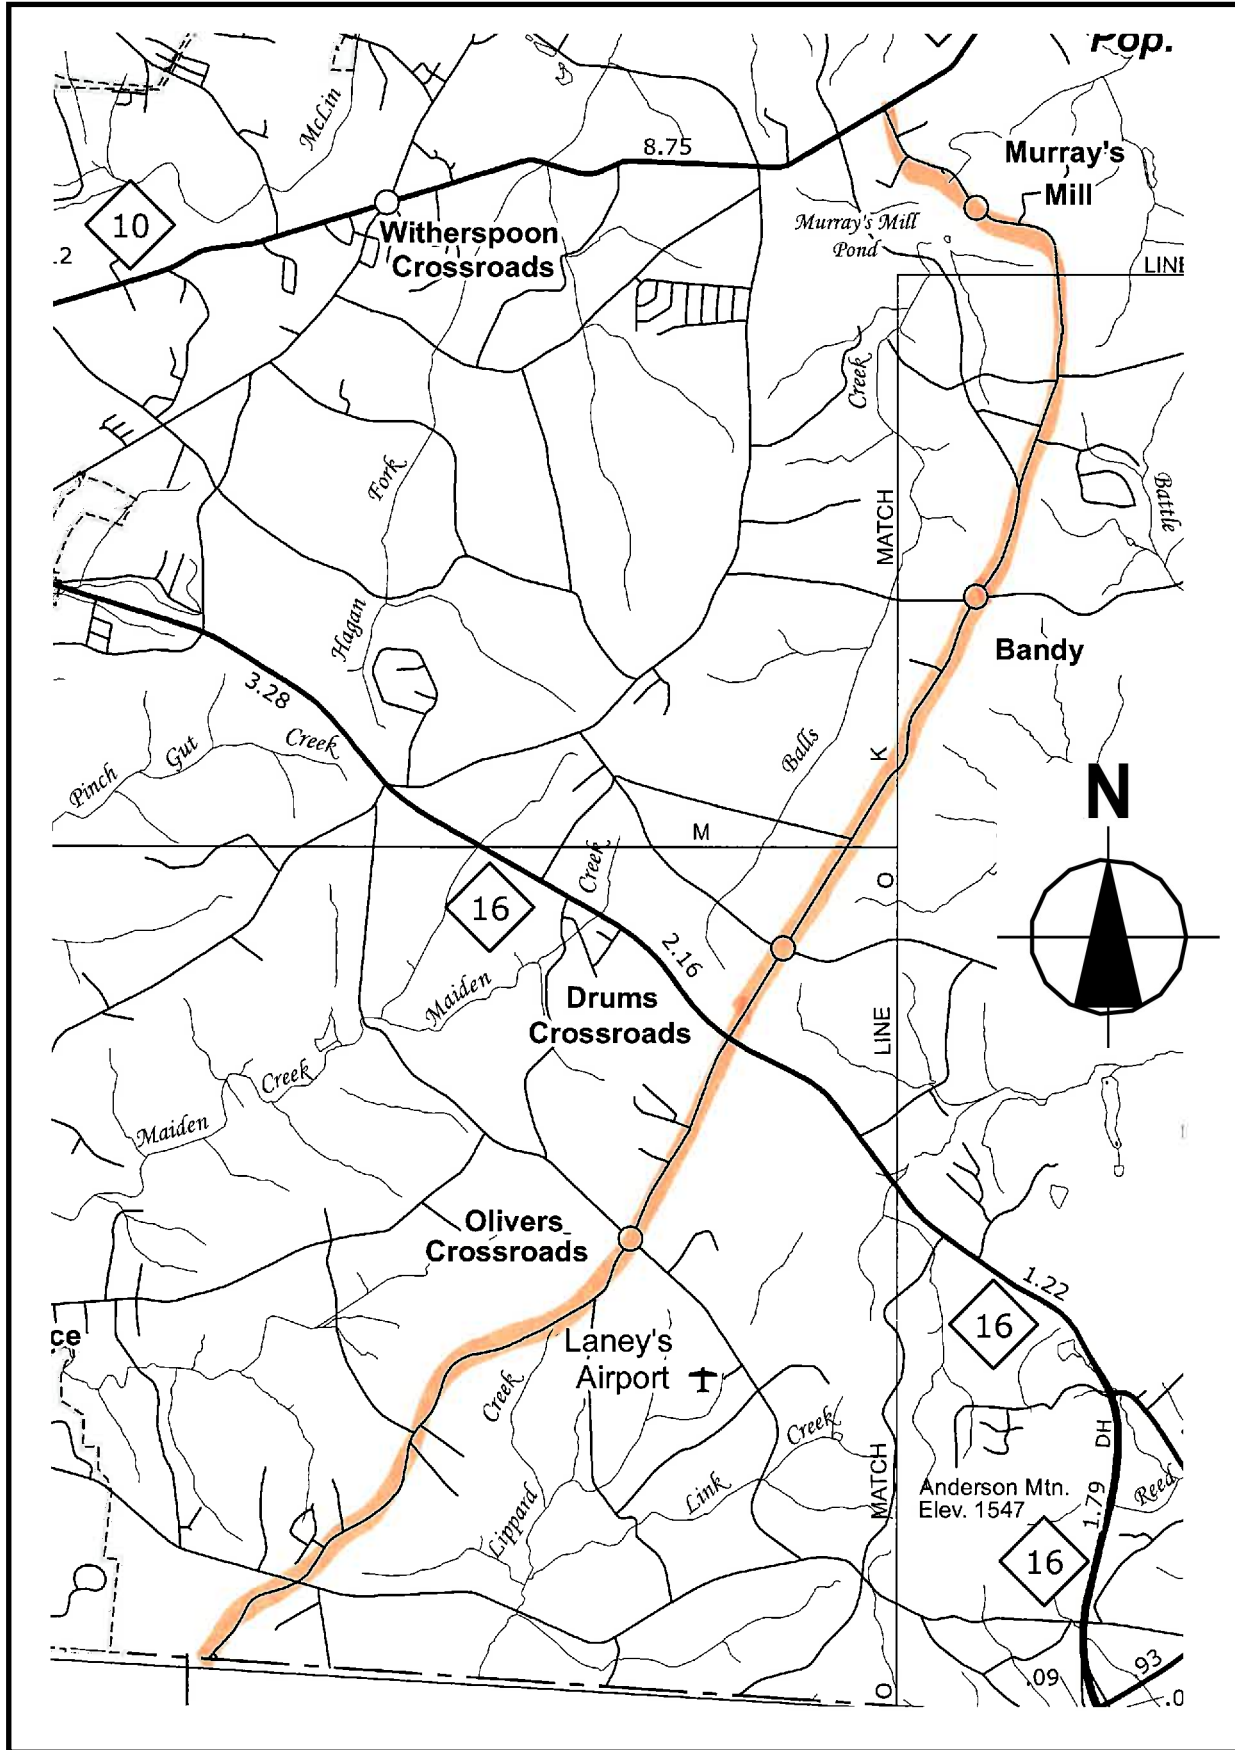 Pop.
McLin
8.75
Murray's
Mill
10
Witherspoon
Crossroads
Murray's Mill
Pond
.2
LINE
Creek
Fork
MATCH
Battle
Hagan
Bandy
3.28
Creek
Gut
Pinch
Balls
K
N
M
O
Creek
16
2.16
Maiden
Drums
Crossroads
LINE
Creek
Maiden
Olivers
Crossroads
1.22
16
ce
Laney's
Airport
Creek
Creek
DH
MATCH
Link
Anderson Mtn.
Elev. 1547
1.79
Reed
Lippard
16
.09
.93
O
.0